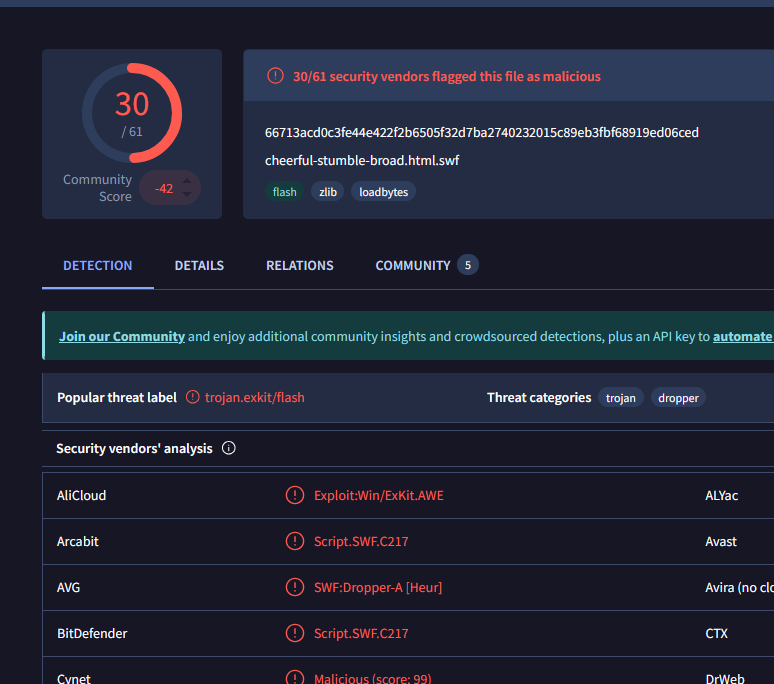 30
/ 61
Community
Score
-42
30/61 security vendors flagged this file as malicious
66713acd0c3fe44e422f2b6505f32d7ba2740232015c89eb3fbf68919ed06ced
cheerful-stumble-broad.html.swf
flash zlib loadbytes
DETECTION DETAILS RELATIONS COMMUNITY 5
Join our Community and enjoy additional community insights and crowdsourced detections, plus an API key to automate
Popular threat label trojan.exkit/flash Threat categories trojan dropper
Security vendors' analysis
AliCloud Exploit:Win/ExKit.AWE ALYac
Arcabit Script.SWF.C217 Avast
AVG SWF:Dropper-A [Heur] Avira (no clo
BitDefender Script.SWF.C217 CTX
Cynet Malicious (score: 99) DrWeb